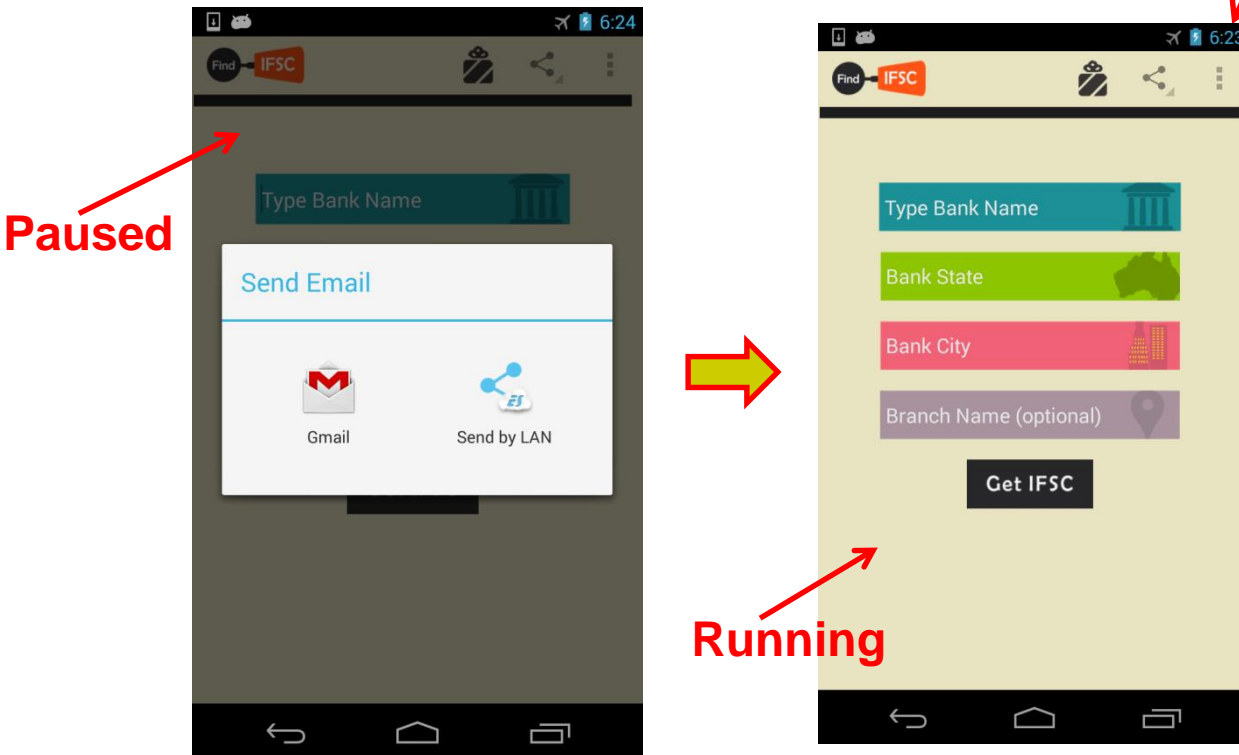 6:24
Find IFSC
Type Bank Name
Paused
Send Email
Gmail
ES
Send by LAN
6:23
Find IFSC
Type Bank Name
Bank State
Bank City
Branch Name (optional)
Get IFSC
Running